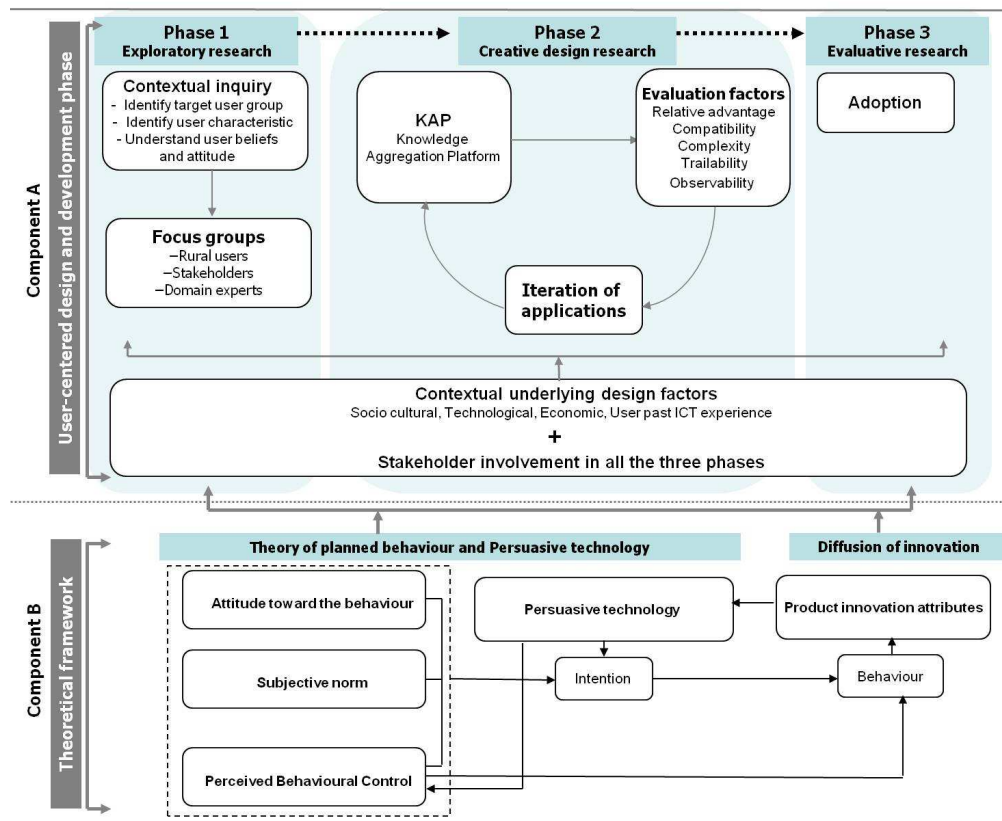 Component A
User-centered design and development phase
Phase 1
Exploratory research
Contextual inquiry
- Identify target user group
- Identify user characteristic
- Understand user beliefs
and attitude
Focus groups
–Rural users
–Stakeholders
–Domain experts
Phase 2
Creative design research
KAP
Knowledge
Aggregation Platform
Evaluation factors
Relative advantage
Compatibility
Complexity
Trailability
Observability
Iteration of
applications
Phase 3
Evaluative research
Adoption
Contextual underlying design factors
Socio cultural, Technological, Economic, User past ICT experience
+
Stakeholder involvement in all the three phases
Component B
Theoretical framework
Theory of planned behaviour and Persuasive technology
Diffusion of innovation
Attitude toward the behaviour
Subjective norm
Perceived Behavioural Control
Persuasive technology
Intention
Product innovation attributes
Behaviour